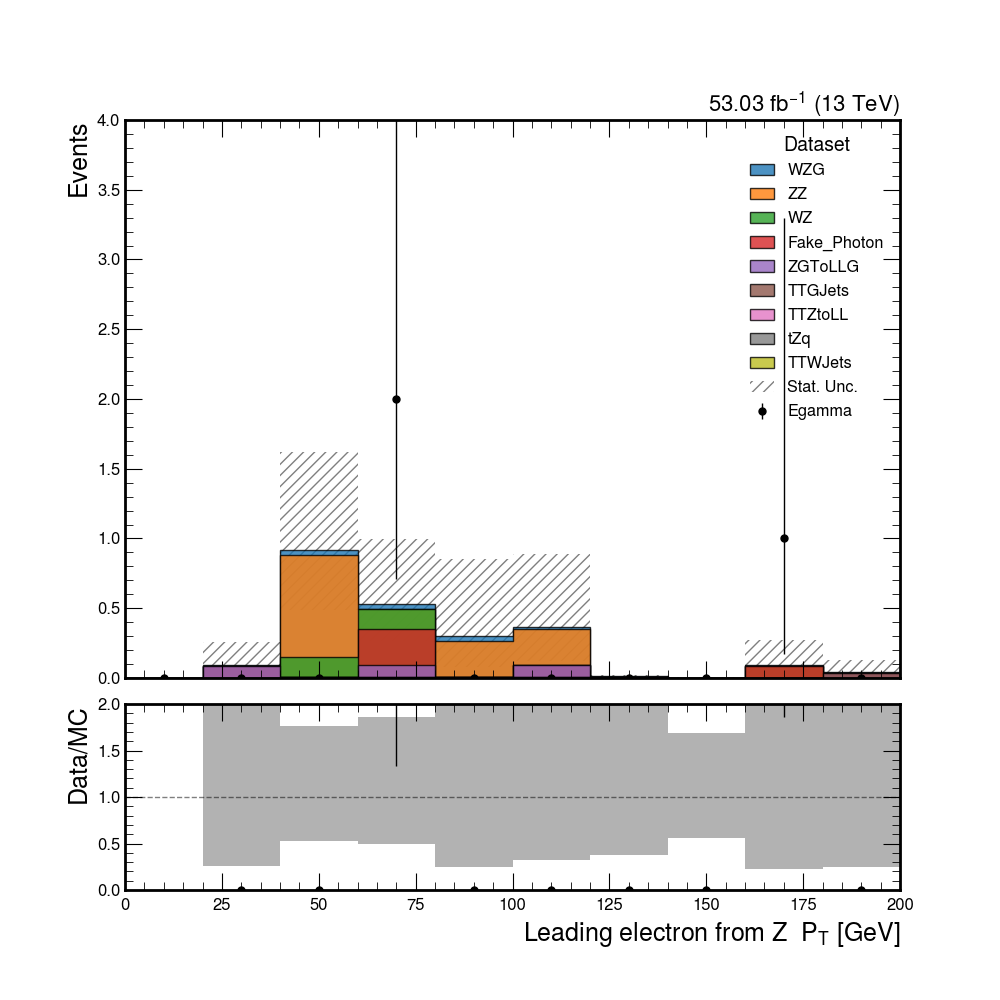 53.03 fb⁻¹ (13 TeV)
Events
4.0
3.5
3.0
2.5
2.0
1.5
1.0
0.5
0.0
Dataset
WZG
ZZ
WZ
Fake_Photon
ZGToLLG
TTGJets
TTZtoLL
tZq
TTWJets
Stat. Unc.
Egamma
Data/MC
2.0
1.5
1.0
0.5
0.0
0 25 50 75 100 125 150 175 200
Leading electron from Z P_T [GeV]